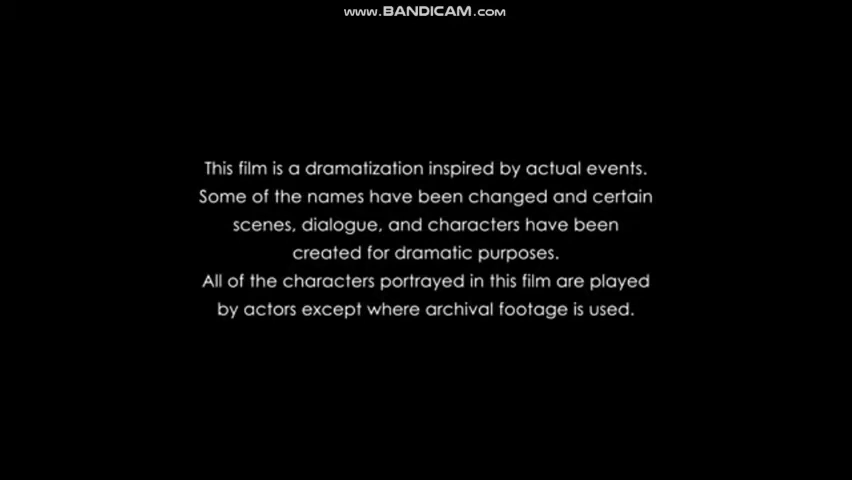 www.BANDICAM.com
This film is a dramatization inspired by actual events.
Some of the names have been changed and certain
scenes, dialogue, and characters have been
created for dramatic purposes.
All of the characters portrayed in this film are played
by actors except where archival footage is used.